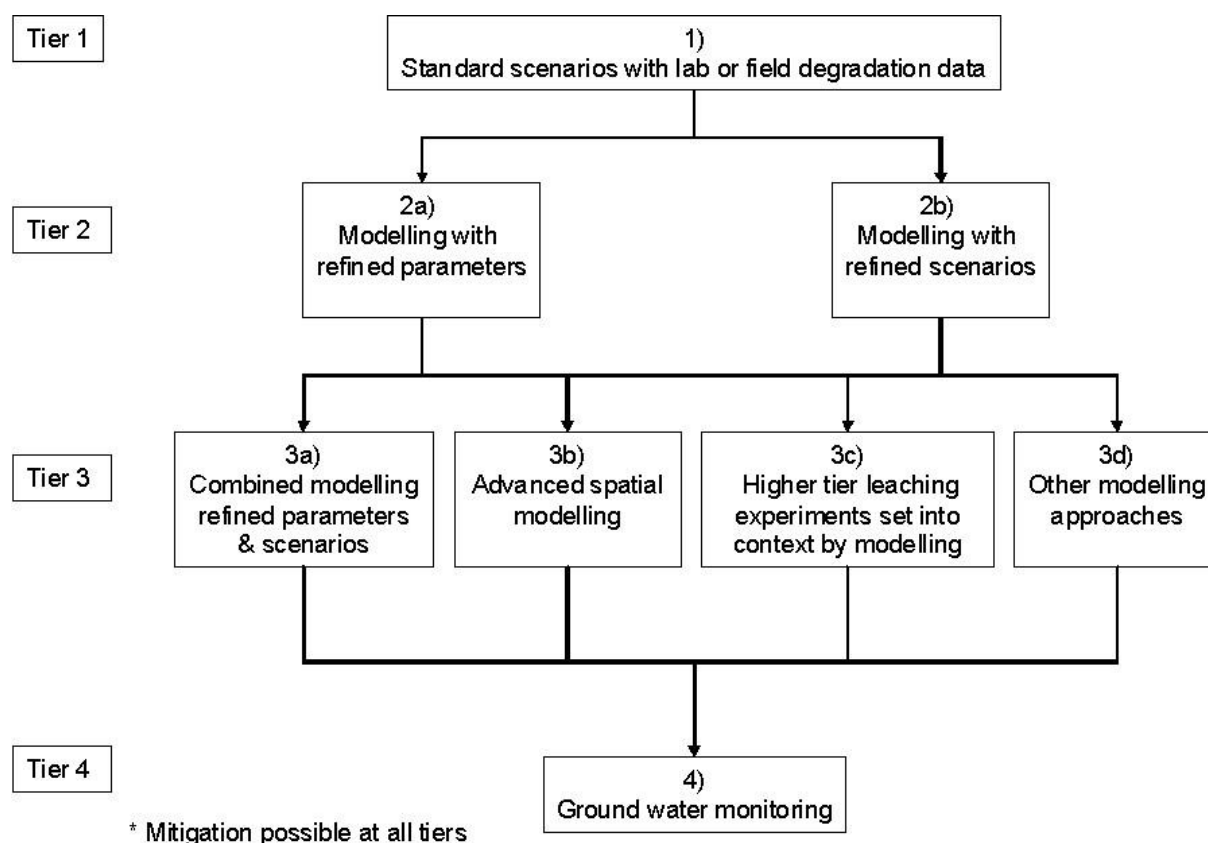 Tier 1
1)
Standard scenarios with lab or field degradation data
Tier 2
2a)
Modelling with
refined parameters
2b)
Modelling with
refined scenarios
Tier 3
3a)
Combined modelling
refined parameters
& scenarios
3b)
Advanced spatial
modelling
3c)
Higher tier leaching
experiments set into
context by modelling
3d)
Other modelling
approaches
Tier 4
4)
Ground water monitoring
* Mitigation possible at all tiers